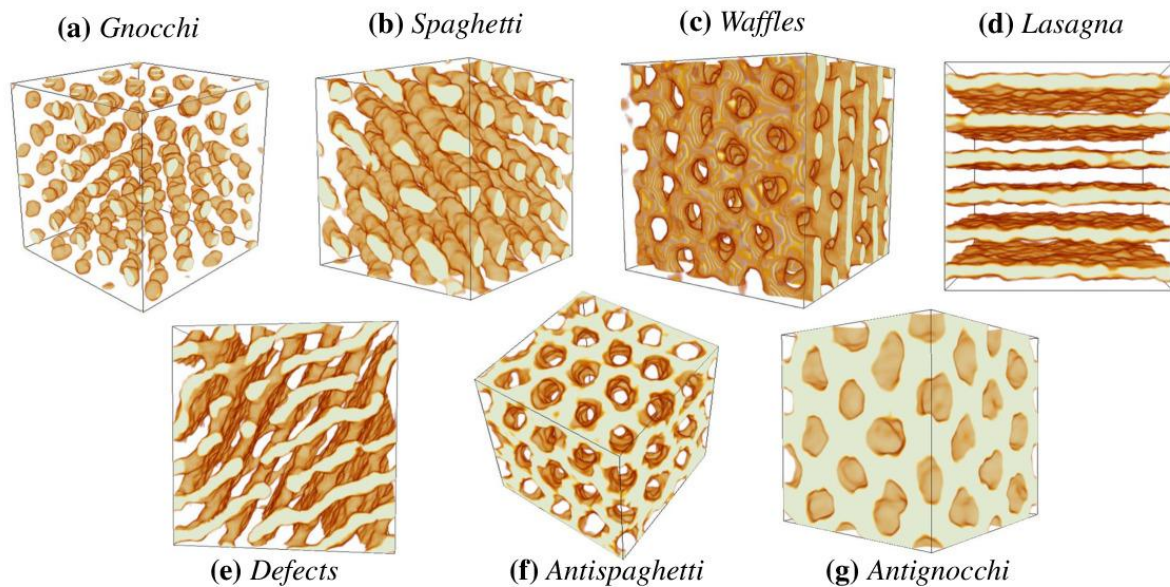 (a) Gnocchi
(b) Spaghetti
(c) Waffles
(d) Lasagna
(e) Defects
(f) Antispaghetti
(g) Antignocchi